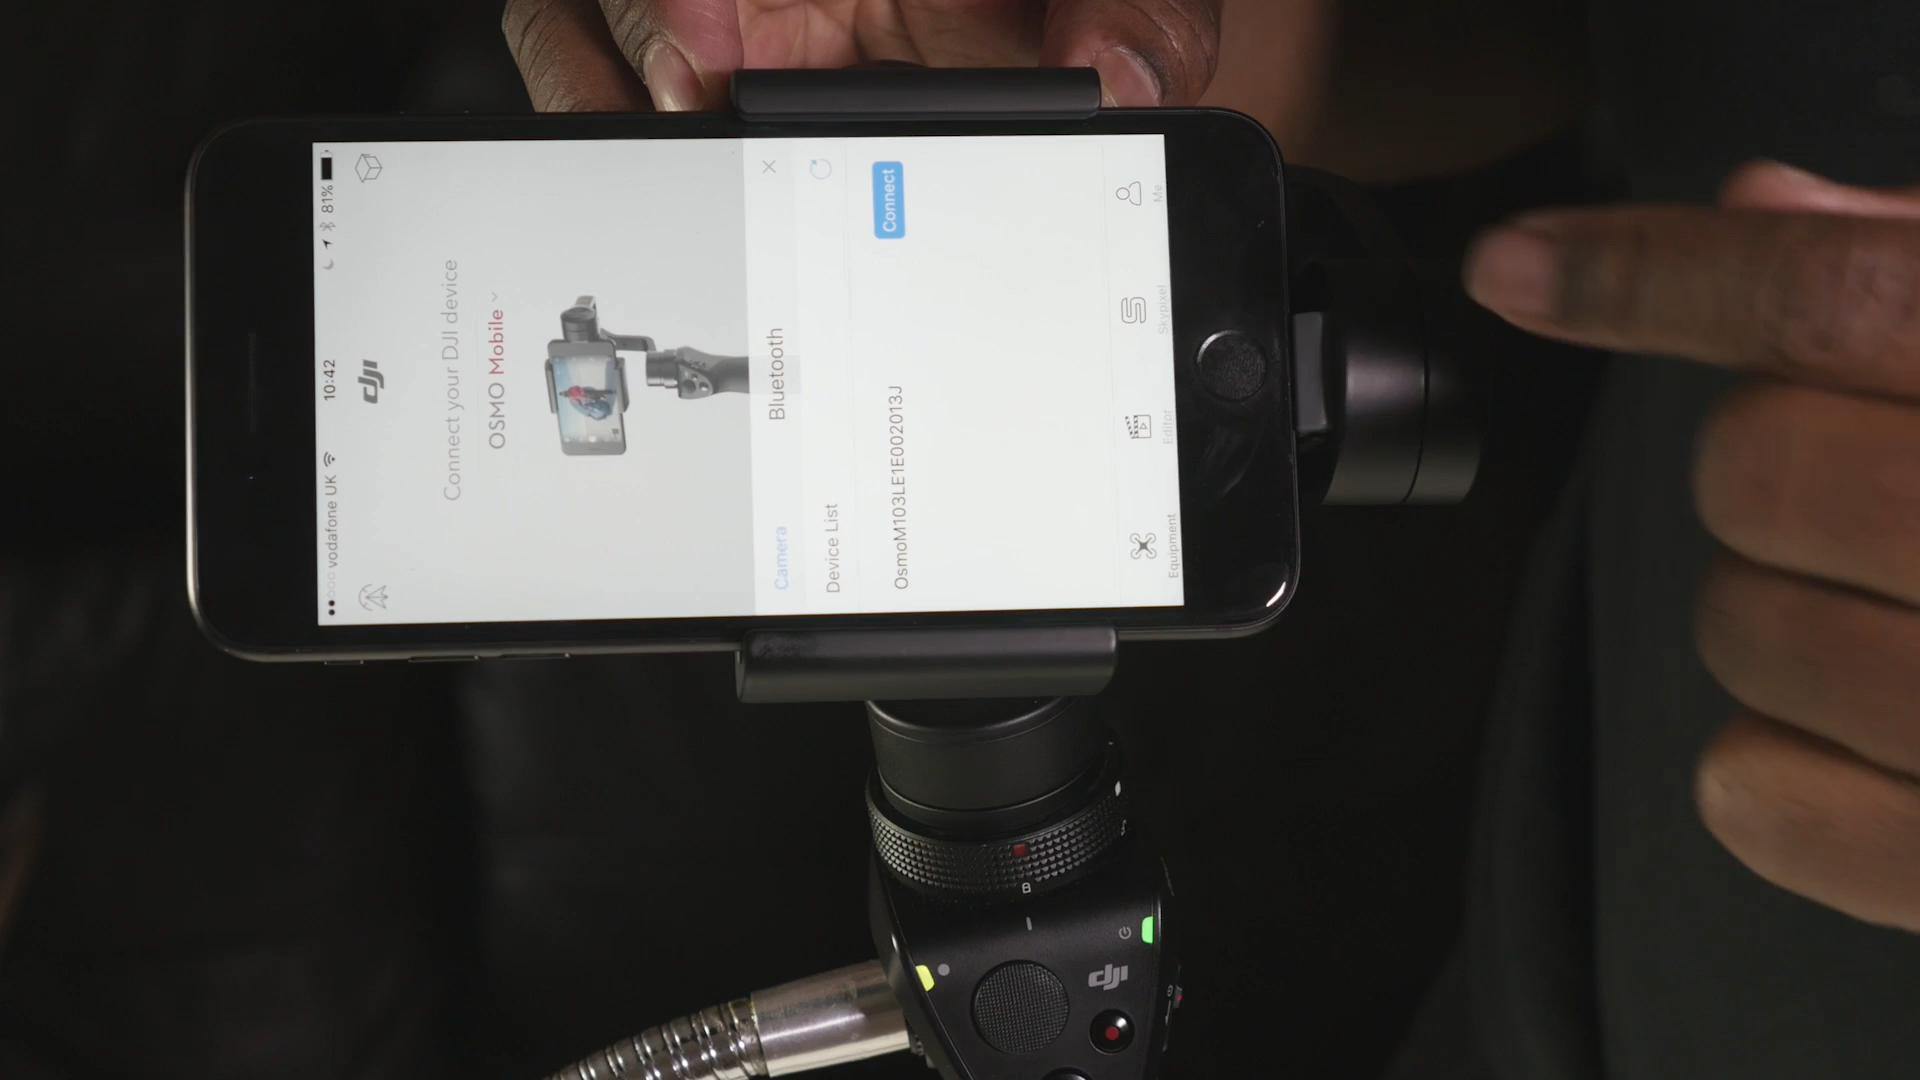 vodafone UK 10:42 81%
dji
Connect your DJI device
OSMO Mobile
Camera Bluetooth
Device List
OsmoM103LE1E002013J Connect
Equipment Editor Skypixel Me
B
dji